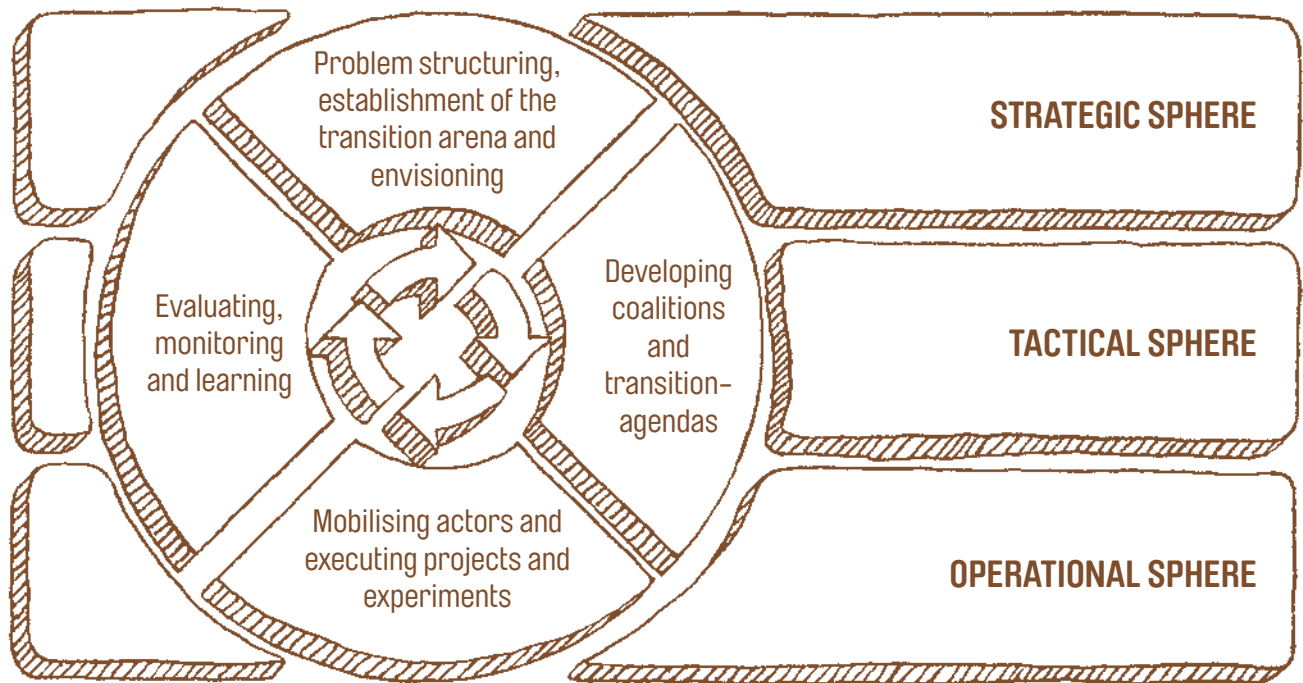 Problem structuring,
establishment of the
transition arena and
envisioning
STRATEGIC SPHERE
Evaluating,
monitoring
and learning
Developing
coalitions
and
transition-
agendas
TACTICAL SPHERE
Mobilising actors and
executing projects and
experiments
OPERATIONAL SPHERE